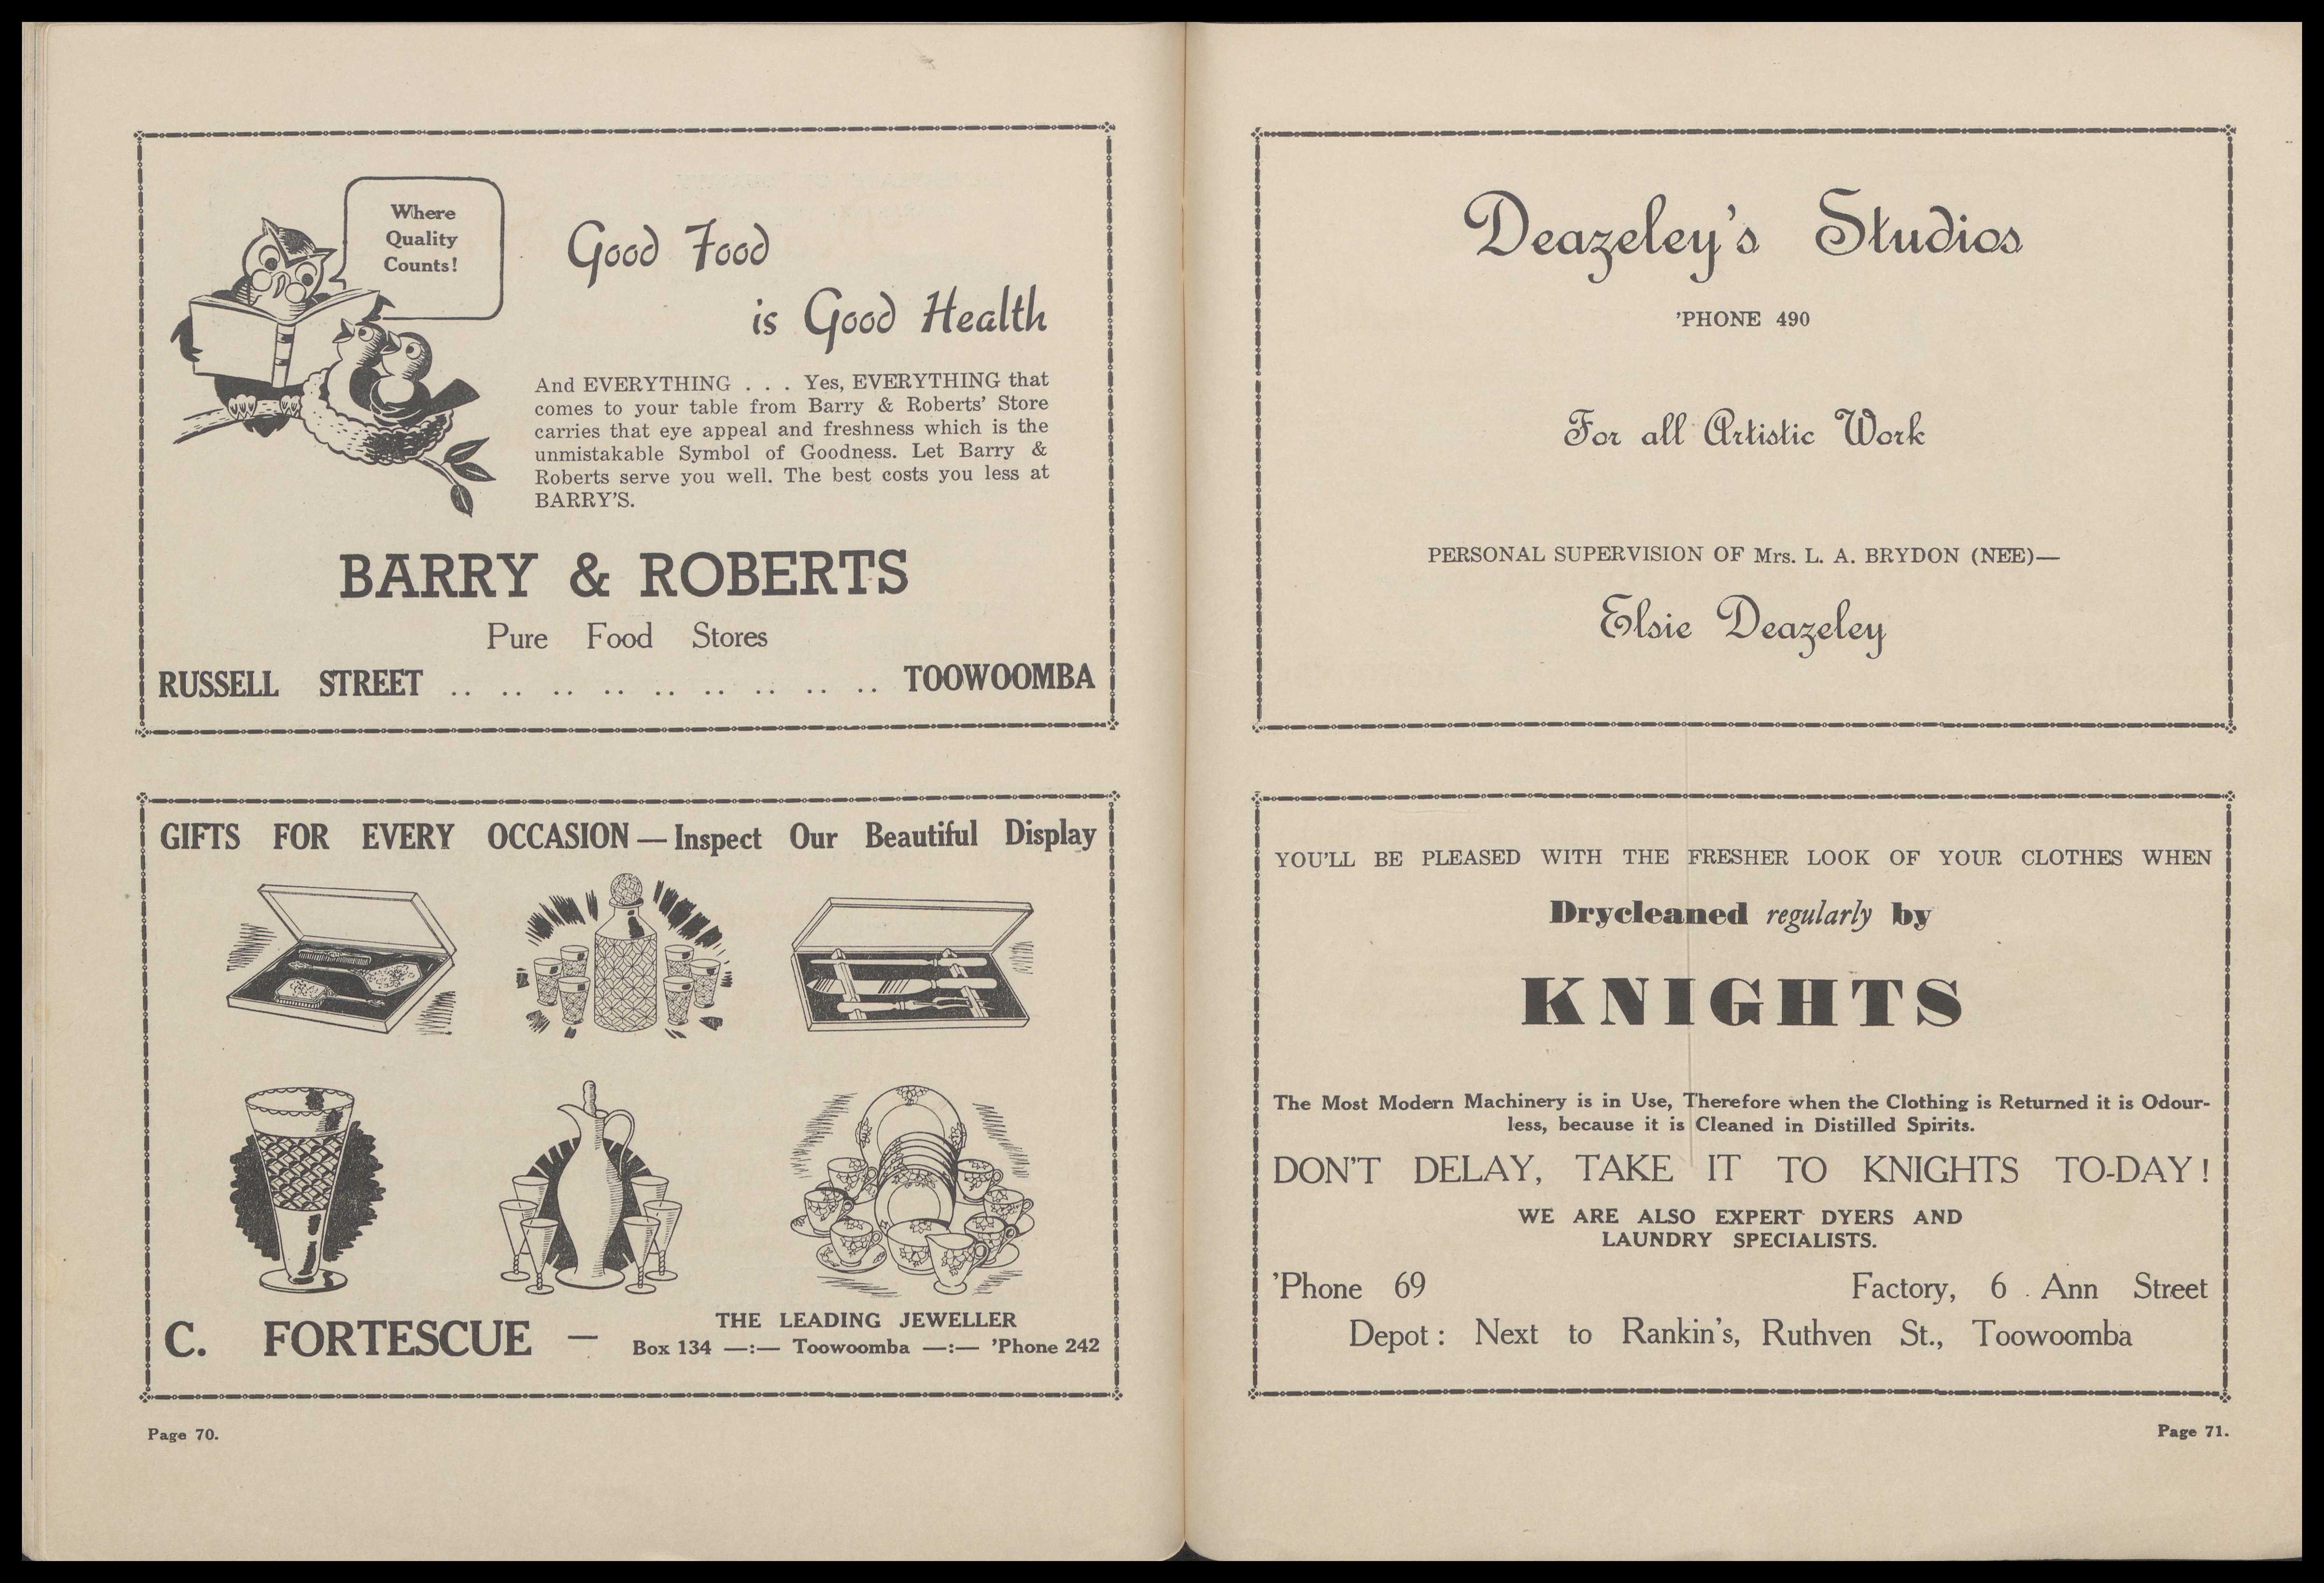 Where
Quality
Counts!
Good Food
is Good Health
And EVERYTHING . . . Yes, EVERYTHING that
comes to your table from Barry & Roberts' Store
carries that eye appeal and freshness which is the
unmistakable Symbol of Goodness. Let Barry &
Roberts serve you well. The best costs you less at
BARRY'S.
BARRY & ROBERTS
Pure Food Stores
RUSSELL STREET .. .. .. .. .. .. .. .. .. TOOWOOMBA
GIFTS FOR EVERY OCCASION — Inspect Our Beautiful Display
C. FORTESCUE —
THE LEADING JEWELLER
Box 134 —:— Toowoomba —:— 'Phone 242
Page 70.
Deazeley's Studios
'PHONE 490
For all Artistic Work
PERSONAL SUPERVISION OF Mrs. L. A. BRYDON (NEE)—
Elsie Deazeley
YOU'LL BE PLEASED WITH THE FRESHER LOOK OF YOUR CLOTHES WHEN
Drycleaned regularly by
KNIGHTS
The Most Modern Machinery is in Use, Therefore when the Clothing is Returned it is Odour-
less, because it is Cleaned in Distilled Spirits.
DON'T DELAY, TAKE IT TO KNIGHTS TO-DAY!
WE ARE ALSO EXPERT DYERS AND
LAUNDRY SPECIALISTS.
'Phone 69 Factory, 6 Ann Street
Depot: Next to Rankin's, Ruthven St., Toowoomba
Page 71.